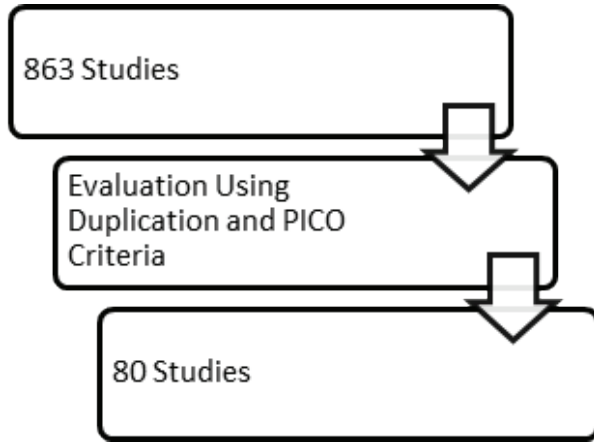 863 Studies
Evaluation Using
Duplication and PICO
Criteria
80 Studies